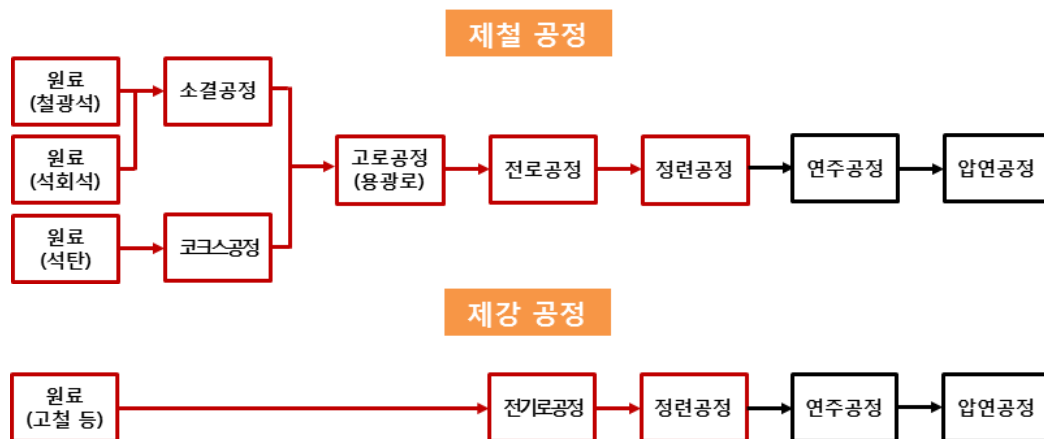 제철 공정
원료
(철광석)
소결공정
원료
(석회석)
고로공정
(용광로)
전로공정
정련공정
연주공정
압연공정
원료
(석탄)
코크스공정
제강 공정
원료
(고철 등)
전기로공정
정련공정
연주공정
압연공정